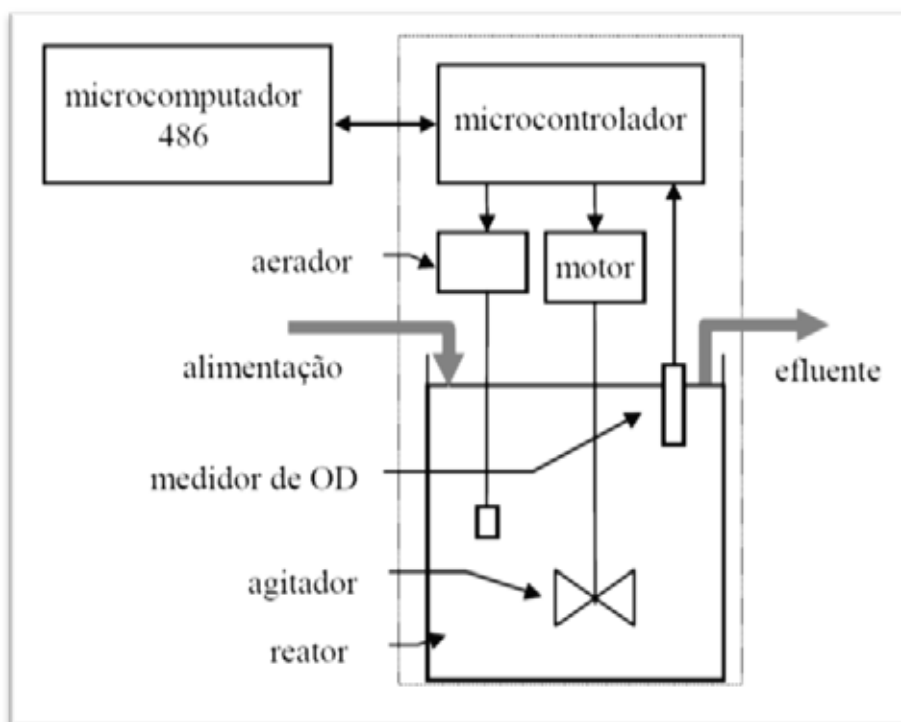 microcomputador
486
microcontrolador
aerador
motor
alimentação
efluente
medidor de OD
agitador
reator